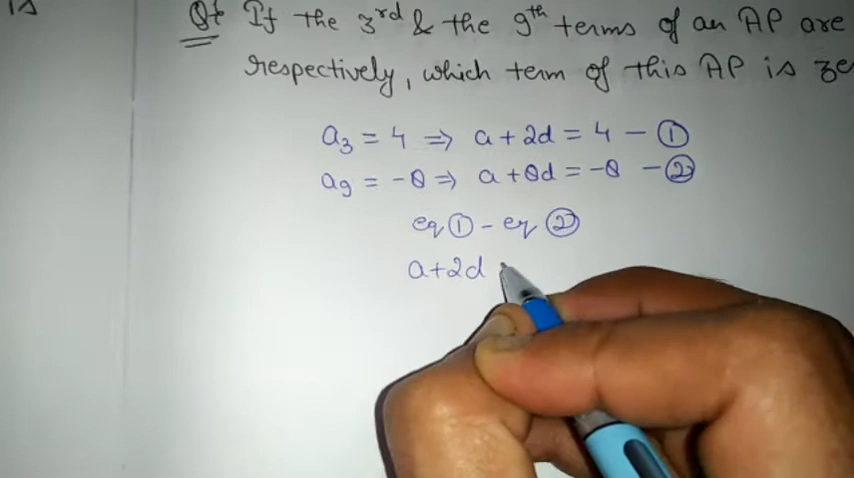 is
Q: If the 3rd & the 9th terms of an AP are
respectively, which term of this AP is
a₃ = 4 ⇒ a + 2d = 4 – ①
a₉ = -8 ⇒ a + 8d = -8 – ②
eq ① – eq ②
a+2d